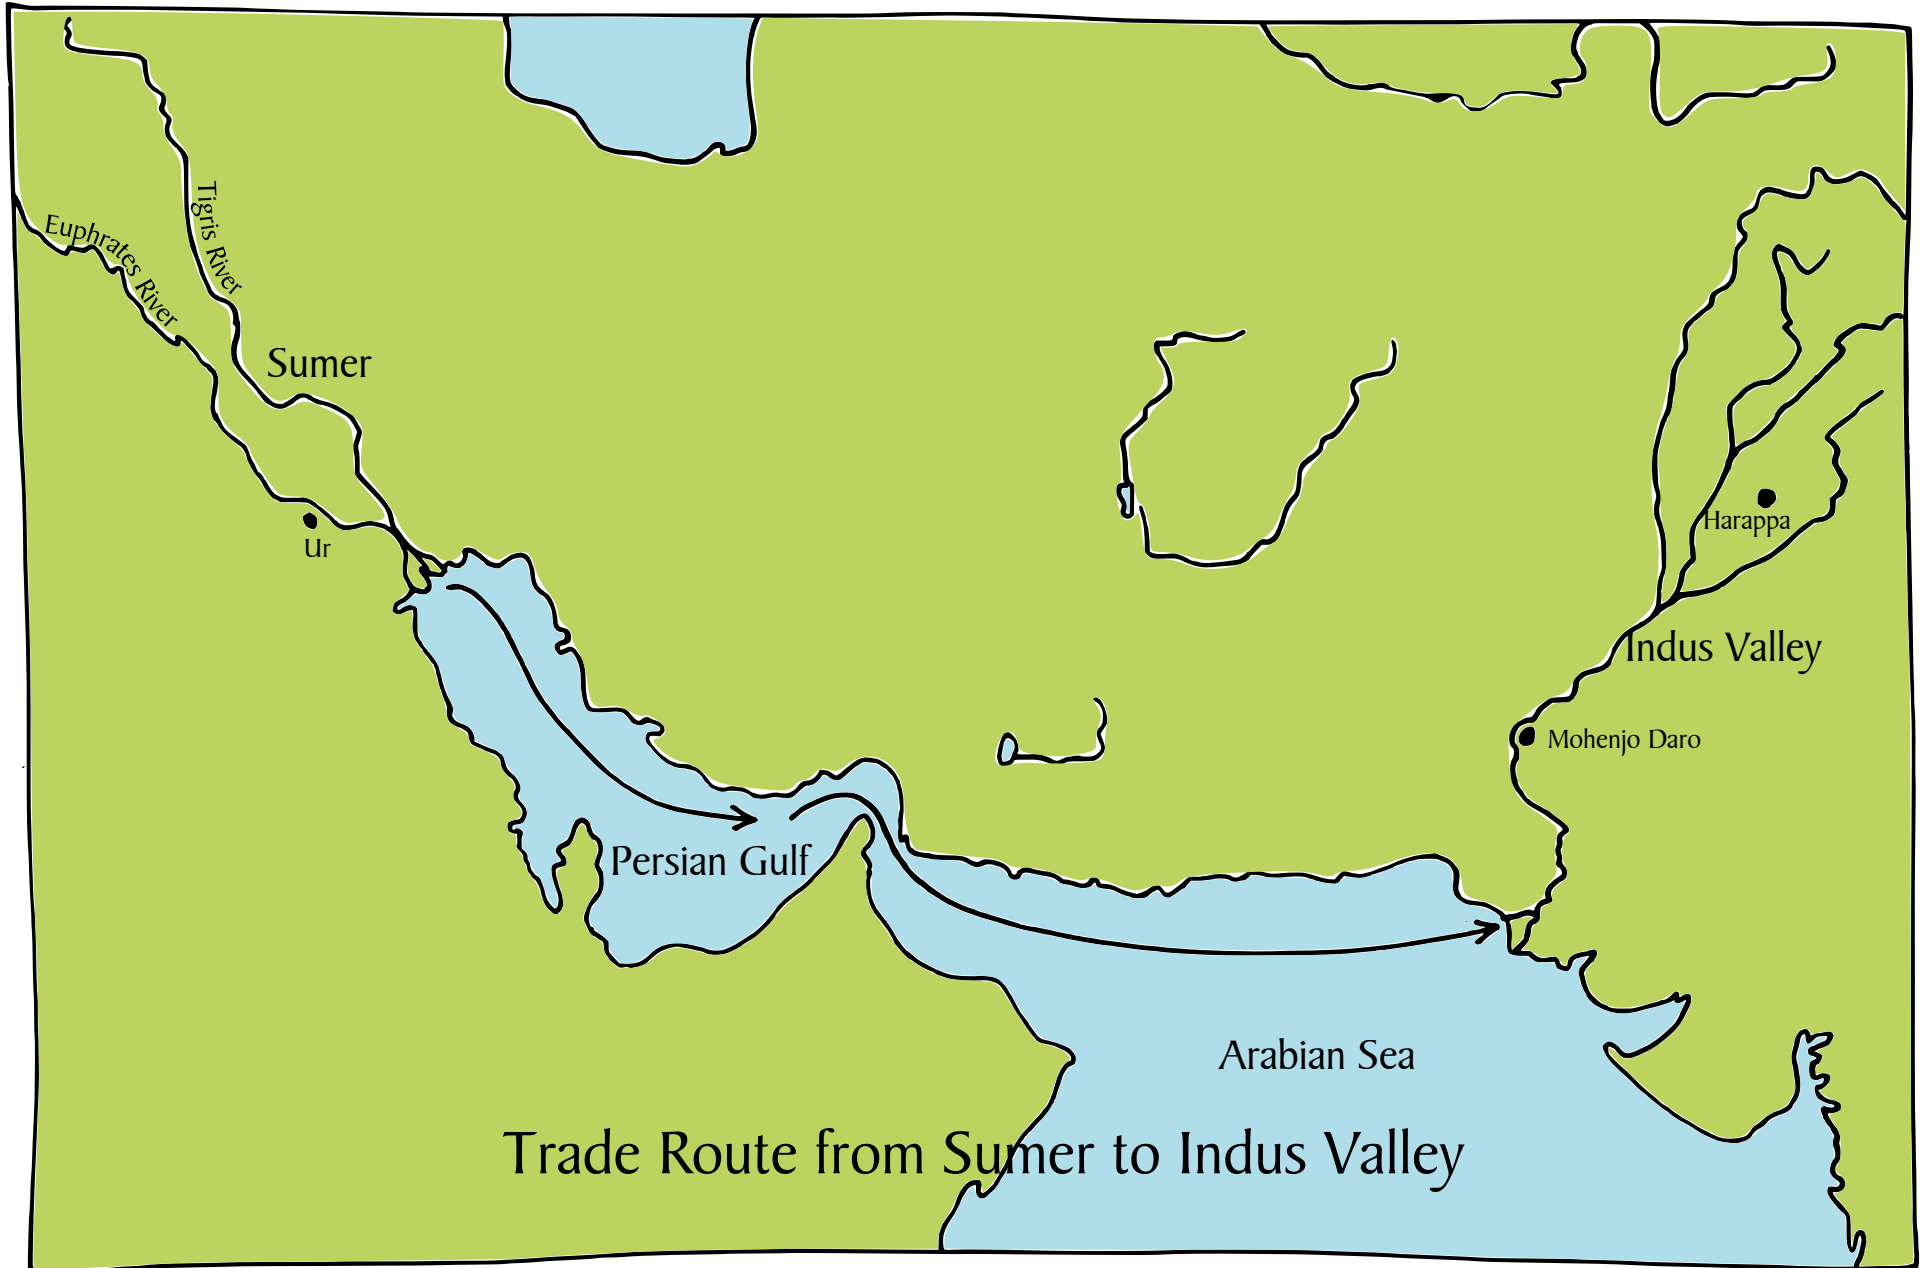 Tigris River
Euphrates River
Sumer
Ur
Harappa
Indus Valley
Mohenjo Daro
Persian Gulf
Arabian Sea
Trade Route from Sumer to Indus Valley